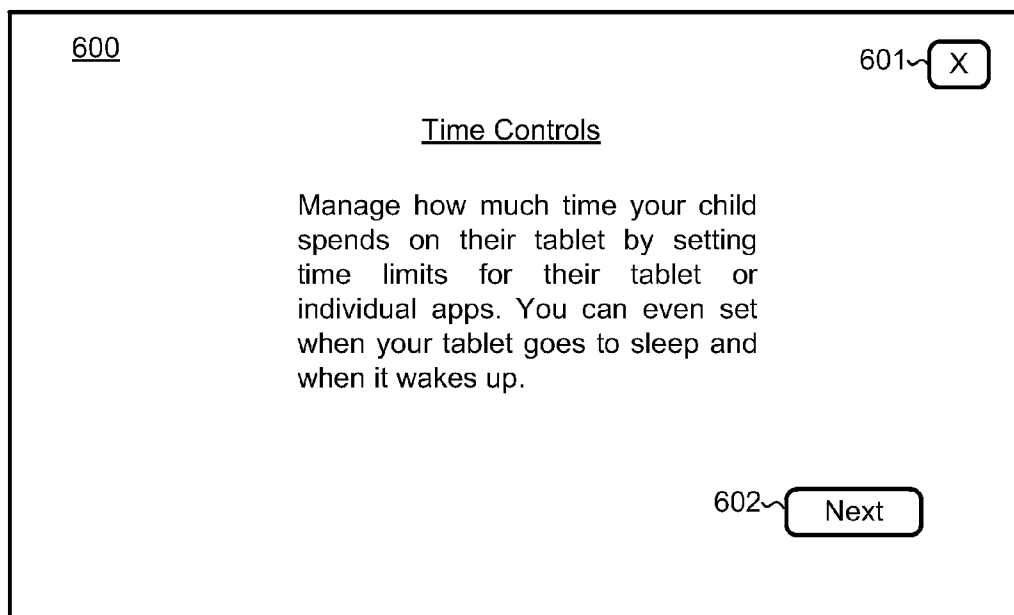 600
601 X
Time Controls
Manage how much time your child
spends on their tablet by setting
time limits for their tablet or
individual apps. You can even set
when your tablet goes to sleep and
when it wakes up.
602 Next